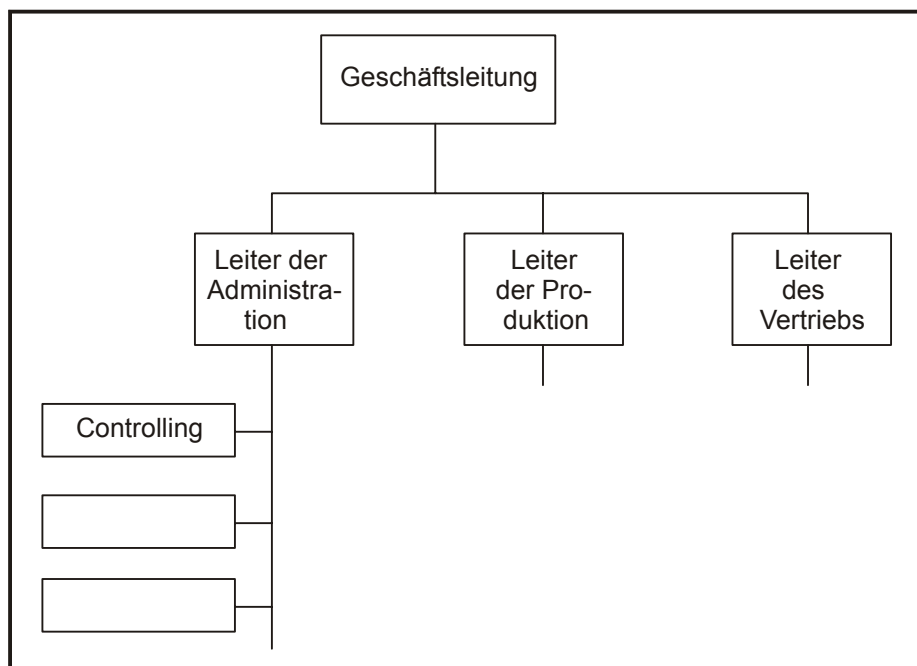 Geschäftsleitung
Leiter der
Administra-
tion
Leiter
der Pro-
duktion
Leiter
des
Vertriebs
Controlling